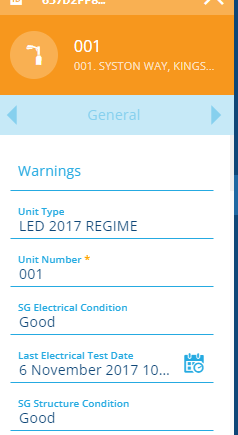 001
001. SYSTON WAY, KINGS...
General
Warnings
Unit Type
LED 2017 REGIME
Unit Number *
001
SG Electrical Condition
Good
Last Electrical Test Date
6 November 2017 10...
SG Structure Condition
Good